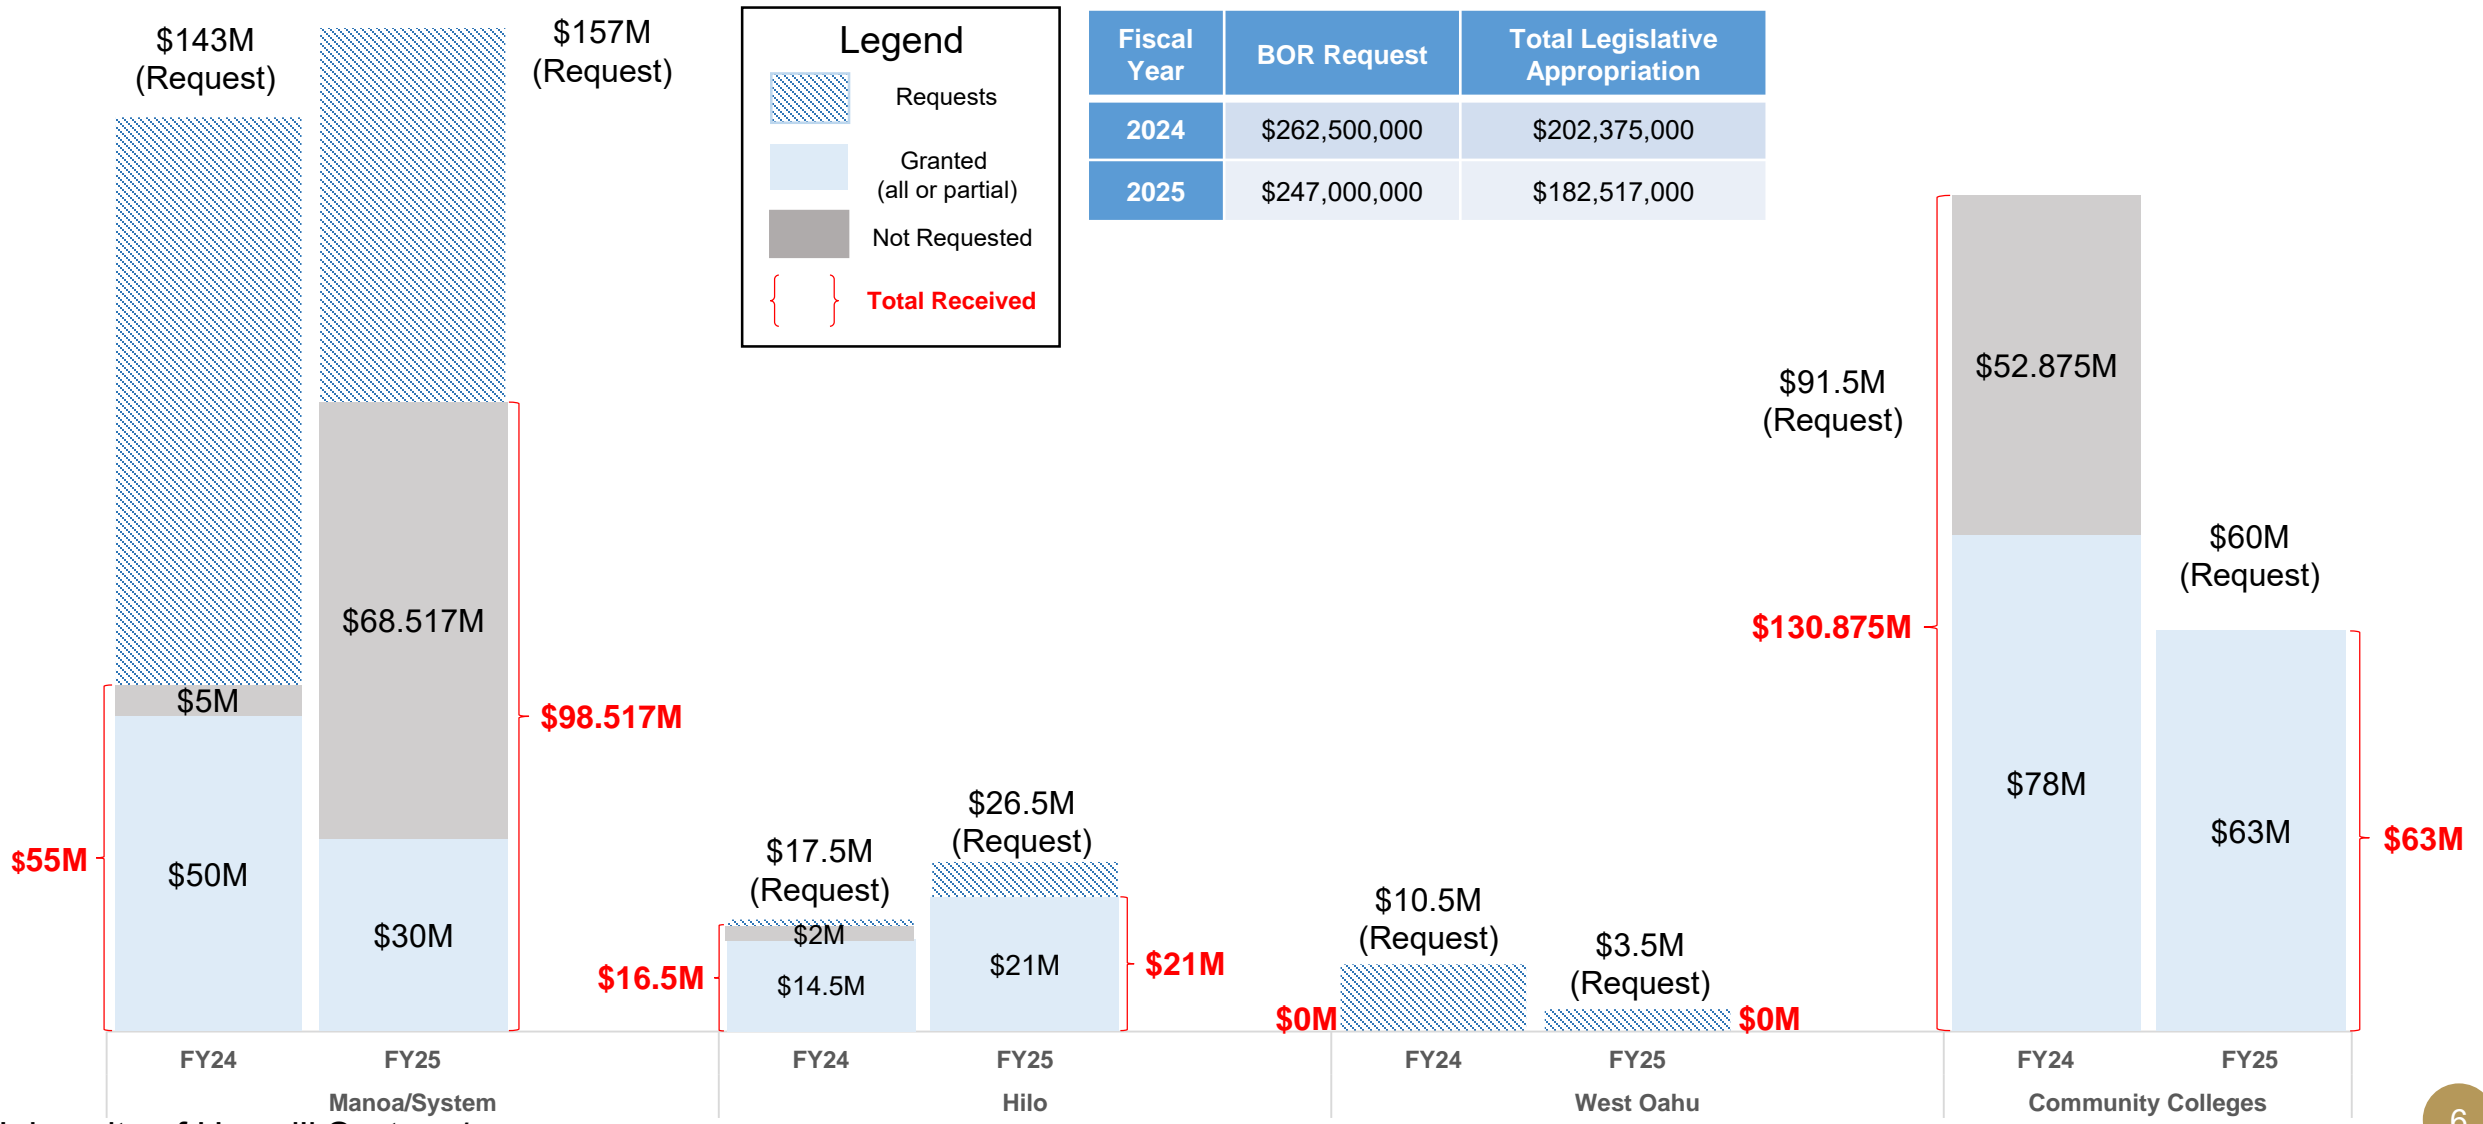 $143M
(Request)
$157M
(Request)
Legend
Requests
Granted
(all or partial)
Not Requested
Total Received
Fiscal
Year
BOR Request
Total Legislative
Appropriation
2024
$262,500,000
$202,375,000
2025
$247,000,000
$182,517,000
$5M
$50M
$55M
$68.517M
$30M
$98.517M
$17.5M
(Request)
$2M
$14.5M
$16.5M
$26.5M
(Request)
$21M
$21M
$10.5M
(Request)
$0M
$3.5M
(Request)
$0M
$91.5M
(Request)
$52.875M
$130.875M
$78M
$60M
(Request)
$63M
$63M
FY24
FY25
FY24
FY25
FY24
FY25
FY24
FY25
Manoa/System
Hilo
West Oahu
Community Colleges
6